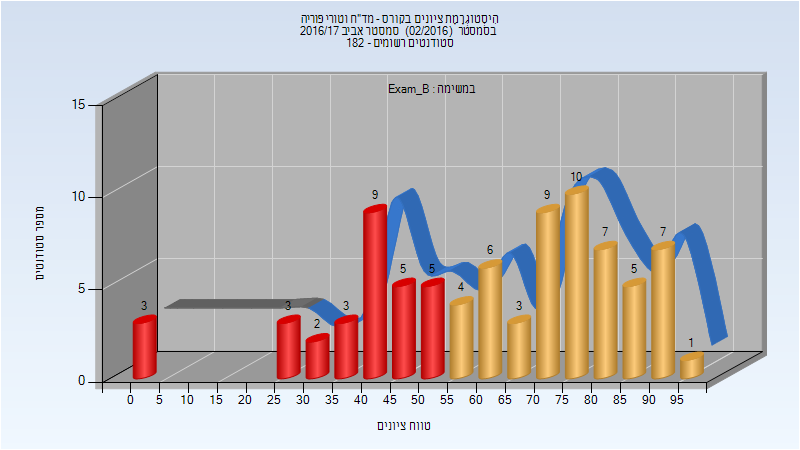 היסטוגרמת ציונים בקורס - מד"ח וטורי פוריה
בסמסטר (02/2016) סמסטר אביב 2016/17
סטודנטים רשומים - 182
במשימה : Exam_B
מספר סטודנטים
15
10
5
0
3
3
2
3
9
5
5
4
6
3
9
10
7
5
7
1
0 5 10 15 20 25 30 35 40 45 50 55 60 65 70 75 80 85 90 95
טווח ציונים